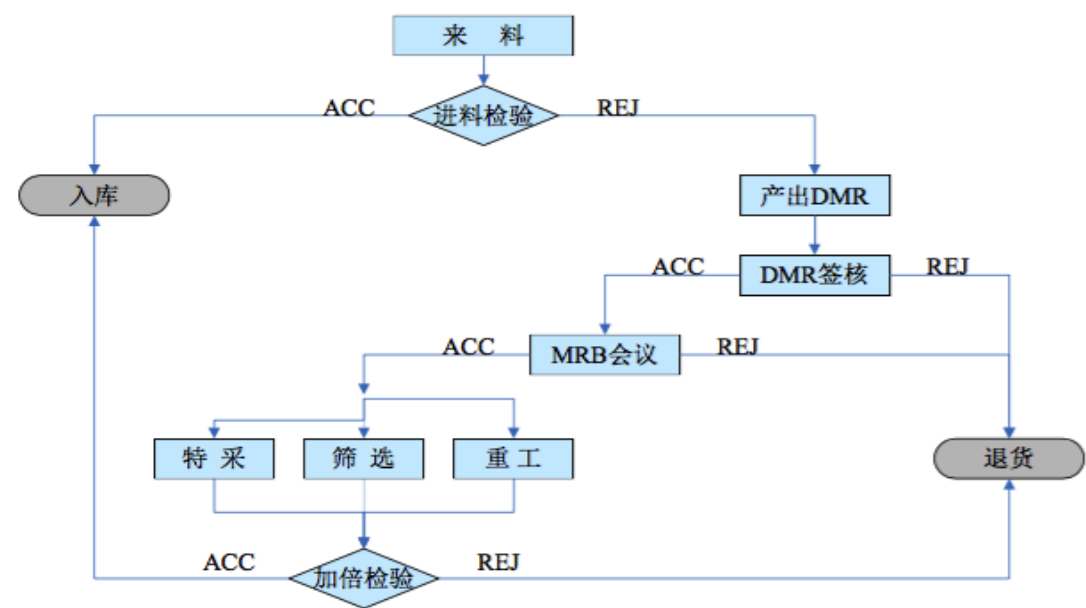 来 料
ACC
进料检验
REJ
入库
产出DMR
ACC
DMR签核
REJ
ACC
MRB会议
REJ
特 采
筛 选
重 工
退货
ACC
加倍检验
REJ